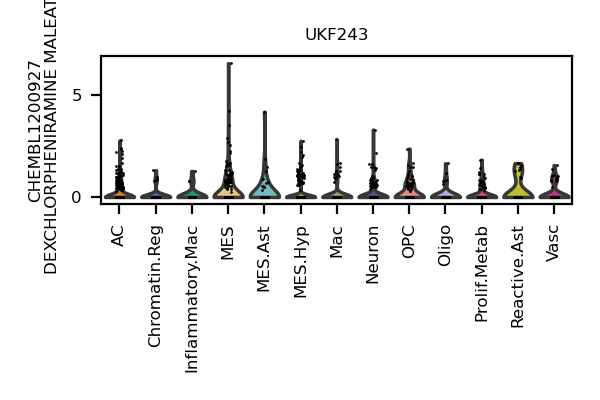 UKF243
CHEMBL1200927
DEXCHLORPHENIRAMINE MALEAT
5
0
AC
Chromatin.Reg
Inflammatory.Mac
MES
MES.Ast
MES.Hyp
Mac
Neuron
OPC
Oligo
Prolif.Metab
Reactive.Ast
Vasc